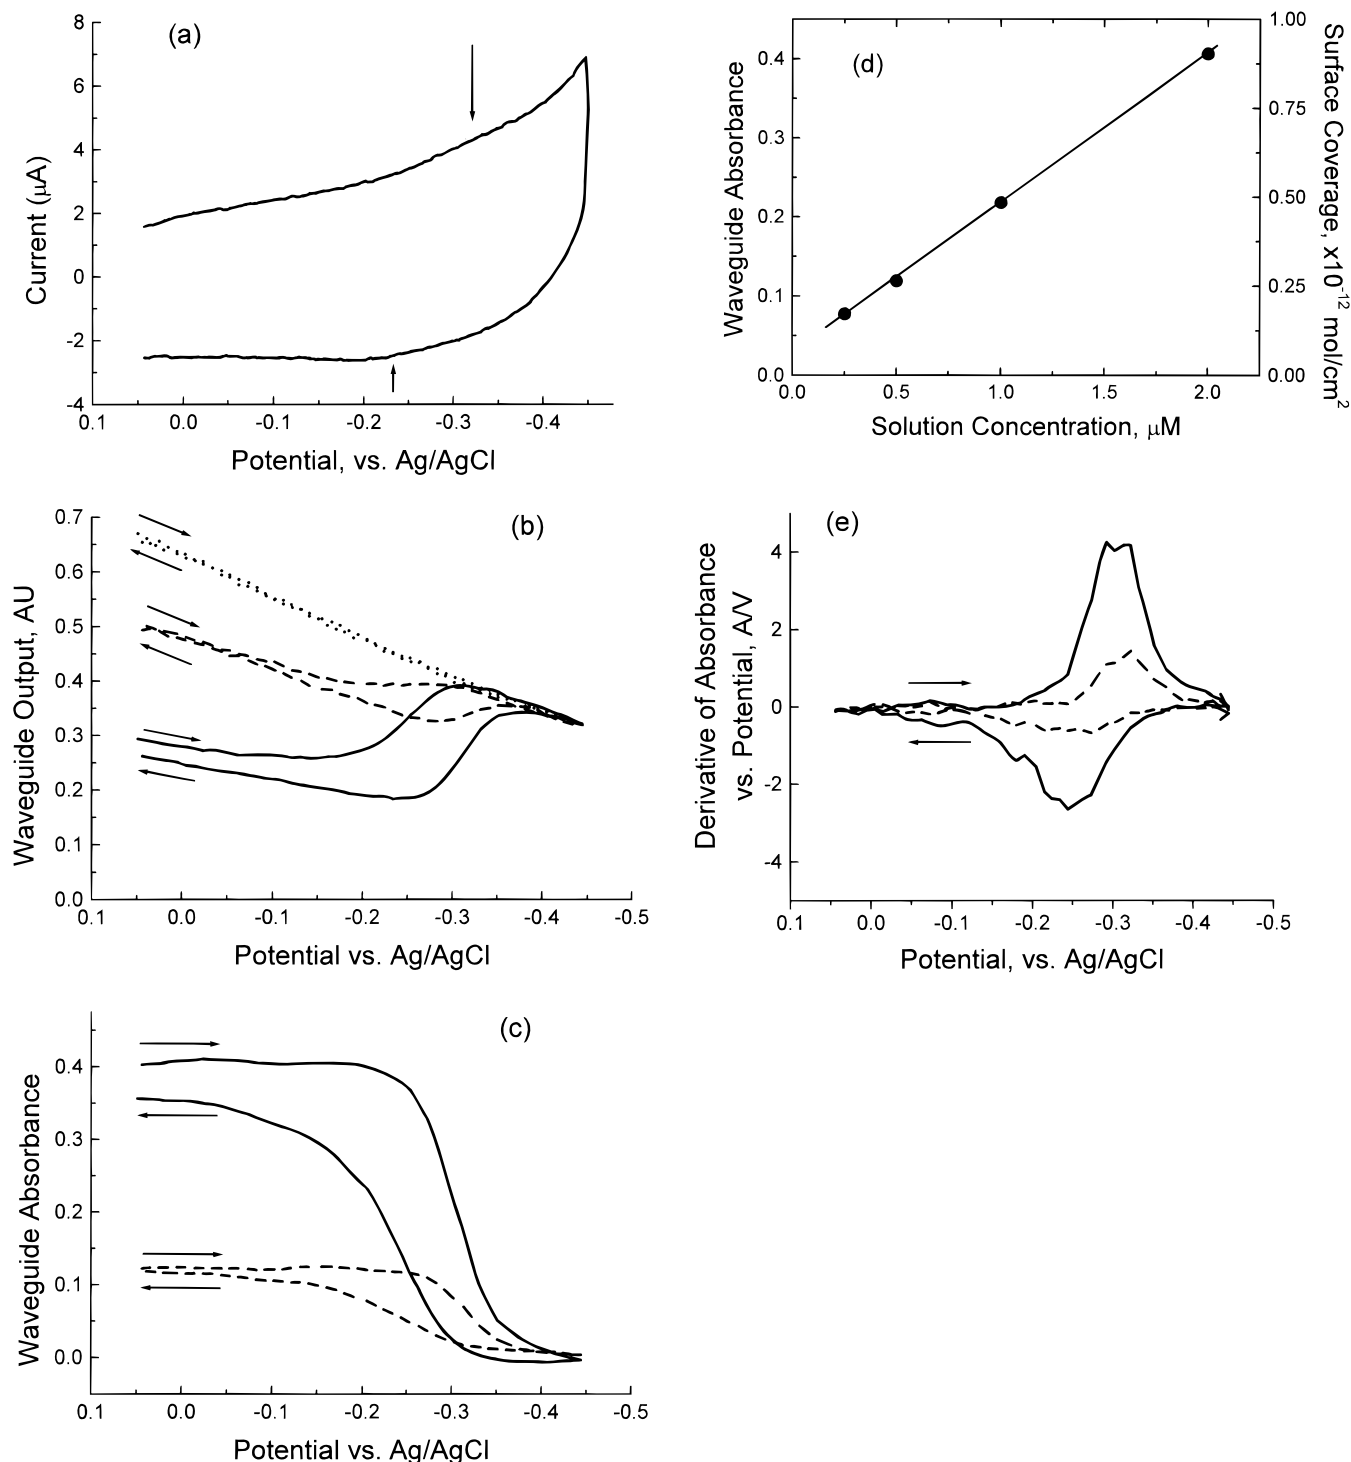 (a)
8
6
4
2
0
-2
-4
Current (μA)
0.1 0.0 -0.1 -0.2 -0.3 -0.4
Potential, vs. Ag/AgCl
(d)
0.4
0.3
0.2
0.1
0.0
Waveguide Absorbance
1.00
0.75
0.50
0.25
0.00
Surface Coverage, x10-12 mol/cm2
0.0 0.5 1.0 1.5 2.0
Solution Concentration, μM
(b)
0.7
0.6
0.5
0.4
0.3
0.2
0.1
0.0
Waveguide Output, AU
0.1 0.0 -0.1 -0.2 -0.3 -0.4 -0.5
Potential vs. Ag/AgCl
(e)
4
2
0
-2
-4
Derivative of Absorbance
vs. Potential, A/V
0.1 0.0 -0.1 -0.2 -0.3 -0.4 -0.5
Potential, vs. Ag/AgCl
(c)
0.4
0.3
0.2
0.1
0.0
Waveguide Absorbance
0.1 0.0 -0.1 -0.2 -0.3 -0.4 -0.5
Potential vs. Ag/AgCl